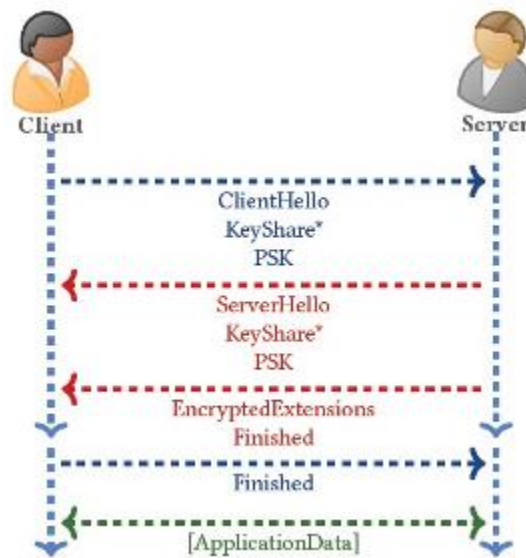 Client
Server
ClientHello
KeyShare*
PSK
ServerHello
KeyShare*
PSK
EncryptedExtensions
Finished
Finished
[ApplicationData]